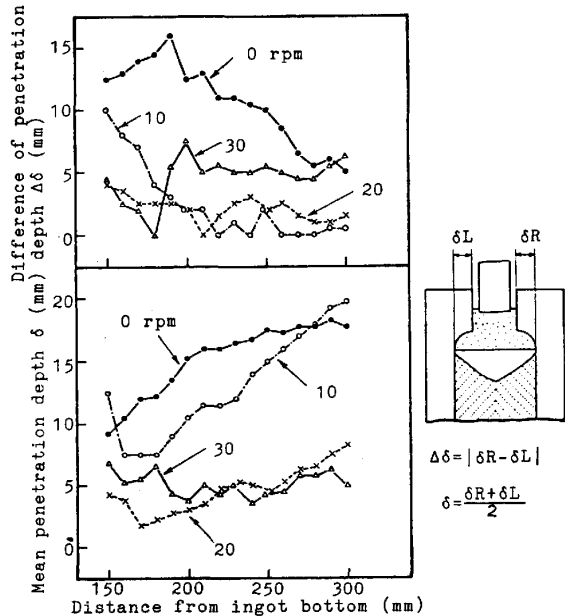 Difference of penetration
depth Δδ (mm)
15
10
5
0
0 rpm
10
30
20
Mean penetration depth δ (mm)
20
15
10
5
0
0 rpm
10
30
20
150
200
250
300
Distance from ingot bottom (mm)
δL
δR
Δδ=|δR-δL|
δ=δR+δL
2